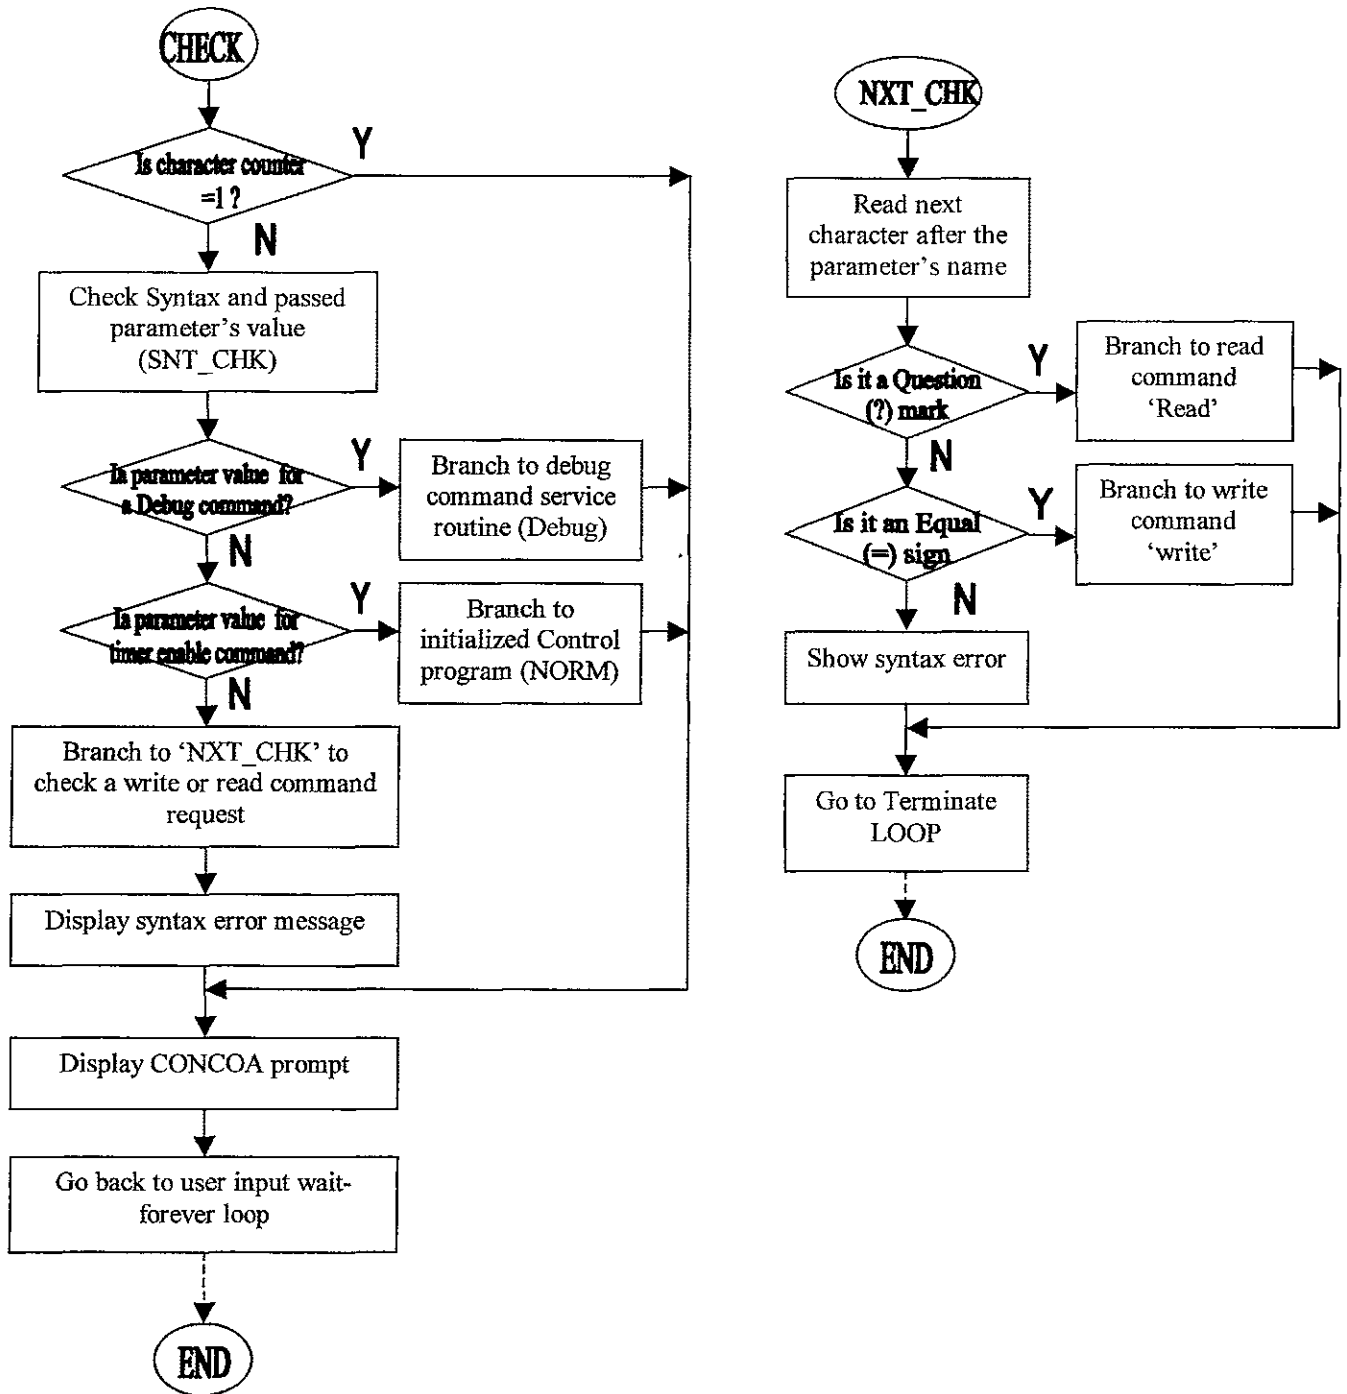 CHECK
Is character counter
=1 ?
Y
N
Check Syntax and passed
parameter's value
(SNT_CHK)
Ia parameter value for
a Debug command?
Y
Branch to debug
command service
routine (Debug)
N
Ia parameter value for
timer enable command?
Y
Branch to
initialized Control
program (NORM)
N
Branch to 'NXT_CHK' to
check a write or read command
request
Display syntax error message
Display CONCOA prompt
Go back to user input wait-
forever loop
END
NXT_CHK
Read next
character after the
parameter's name
Is it a Question
(?) mark
Y
Branch to read
command
'Read'
N
Is it an Equal
(=) sign
Y
Branch to write
command
'write'
N
Show syntax error
Go to Terminate
LOOP
END